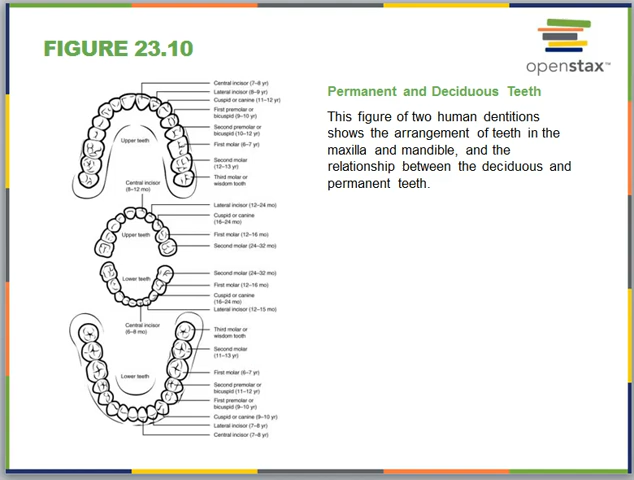 FIGURE 23.10
openstax™
Permanent and Deciduous Teeth
This figure of two human dentitions
shows the arrangement of teeth in the
maxilla and mandible, and the
relationship between the deciduous and
permanent teeth.
Central incisor (7–8 yr)
Lateral incisor (8–9 yr)
Cuspid or canine (11–12 yr)
First premolar or
bicuspid (9–10 yr)
Second premolar or
bicuspid (10–12 yr)
First molar (6–7 yr)
Second molar
(12–13 yr)
Third molar or
wisdom tooth
Upper teeth
Central incisor
(8–12 mo)
Lateral incisor (12–24 mo)
Cuspid or canine
(16–24 mo)
First molar (12–16 mo)
Second molar (24–32 mo)
Upper teeth
Lower teeth
Second molar (24–32 mo)
First molar (12–16 mo)
Cuspid or canine
(16–24 mo)
Lateral incisor (12–15 mo)
Central incisor
(6–8 mo)
Third molar or
wisdom tooth
Second molar
(11–13 yr)
First molar (6–7 yr)
Second premolar or
bicuspid (11–12 yr)
First premolar or
bicuspid (9–10 yr)
Cuspid or canine (9–10 yr)
Lateral incisor (7–8 yr)
Central incisor (7–8 yr)
Lower teeth